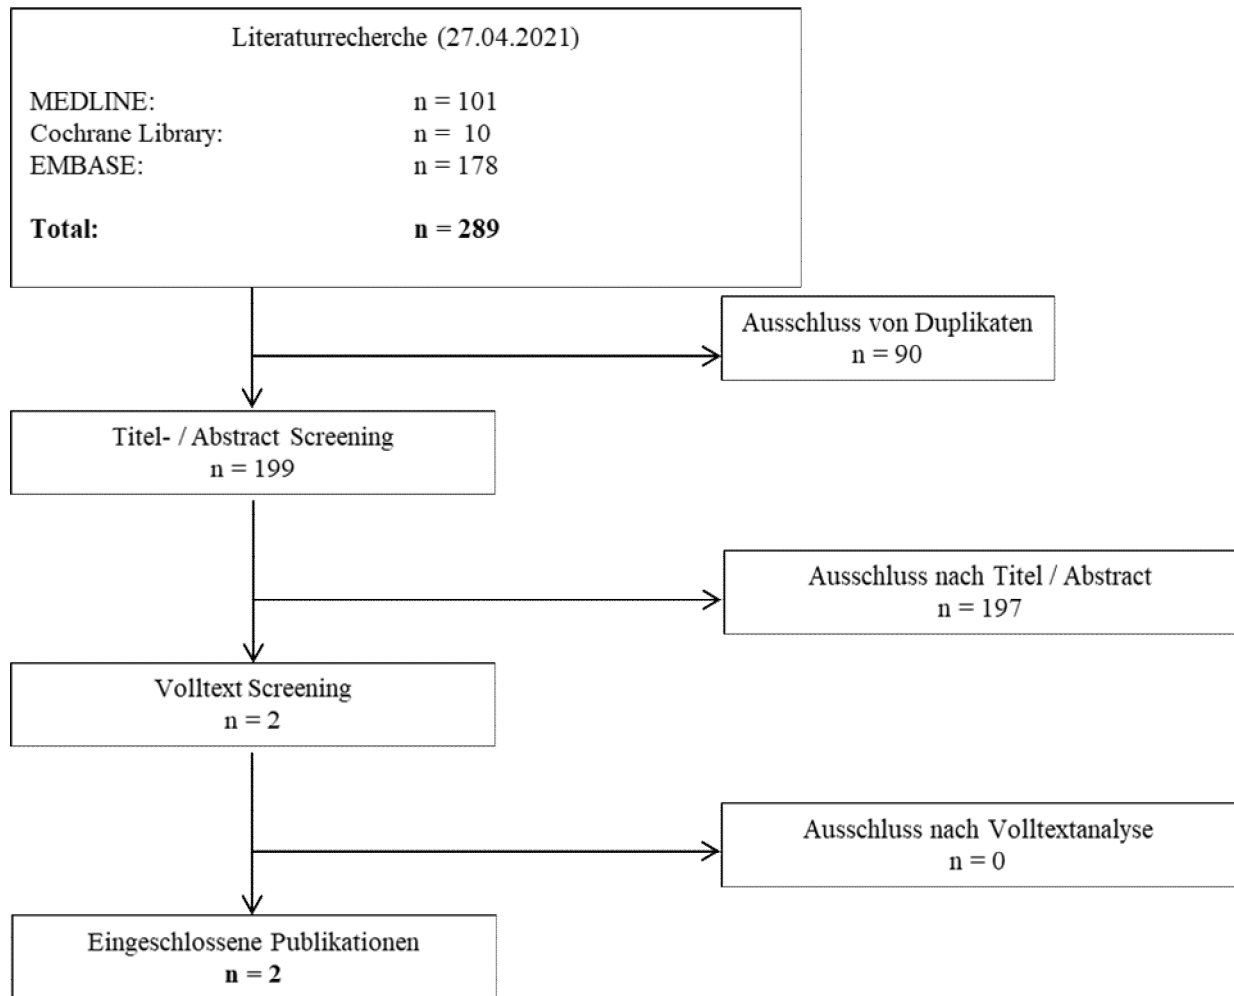 Literaturrecherche (27.04.2021)
MEDLINE: n = 101
Cochrane Library: n = 10
EMBASE: n = 178
Total: n = 289
Ausschluss von Duplikaten
n = 90
Titel- / Abstract Screening
n = 199
Ausschluss nach Titel / Abstract
n = 197
Volltext Screening
n = 2
Ausschluss nach Volltextanalyse
n = 0
Eingeschlossene Publikationen
n = 2